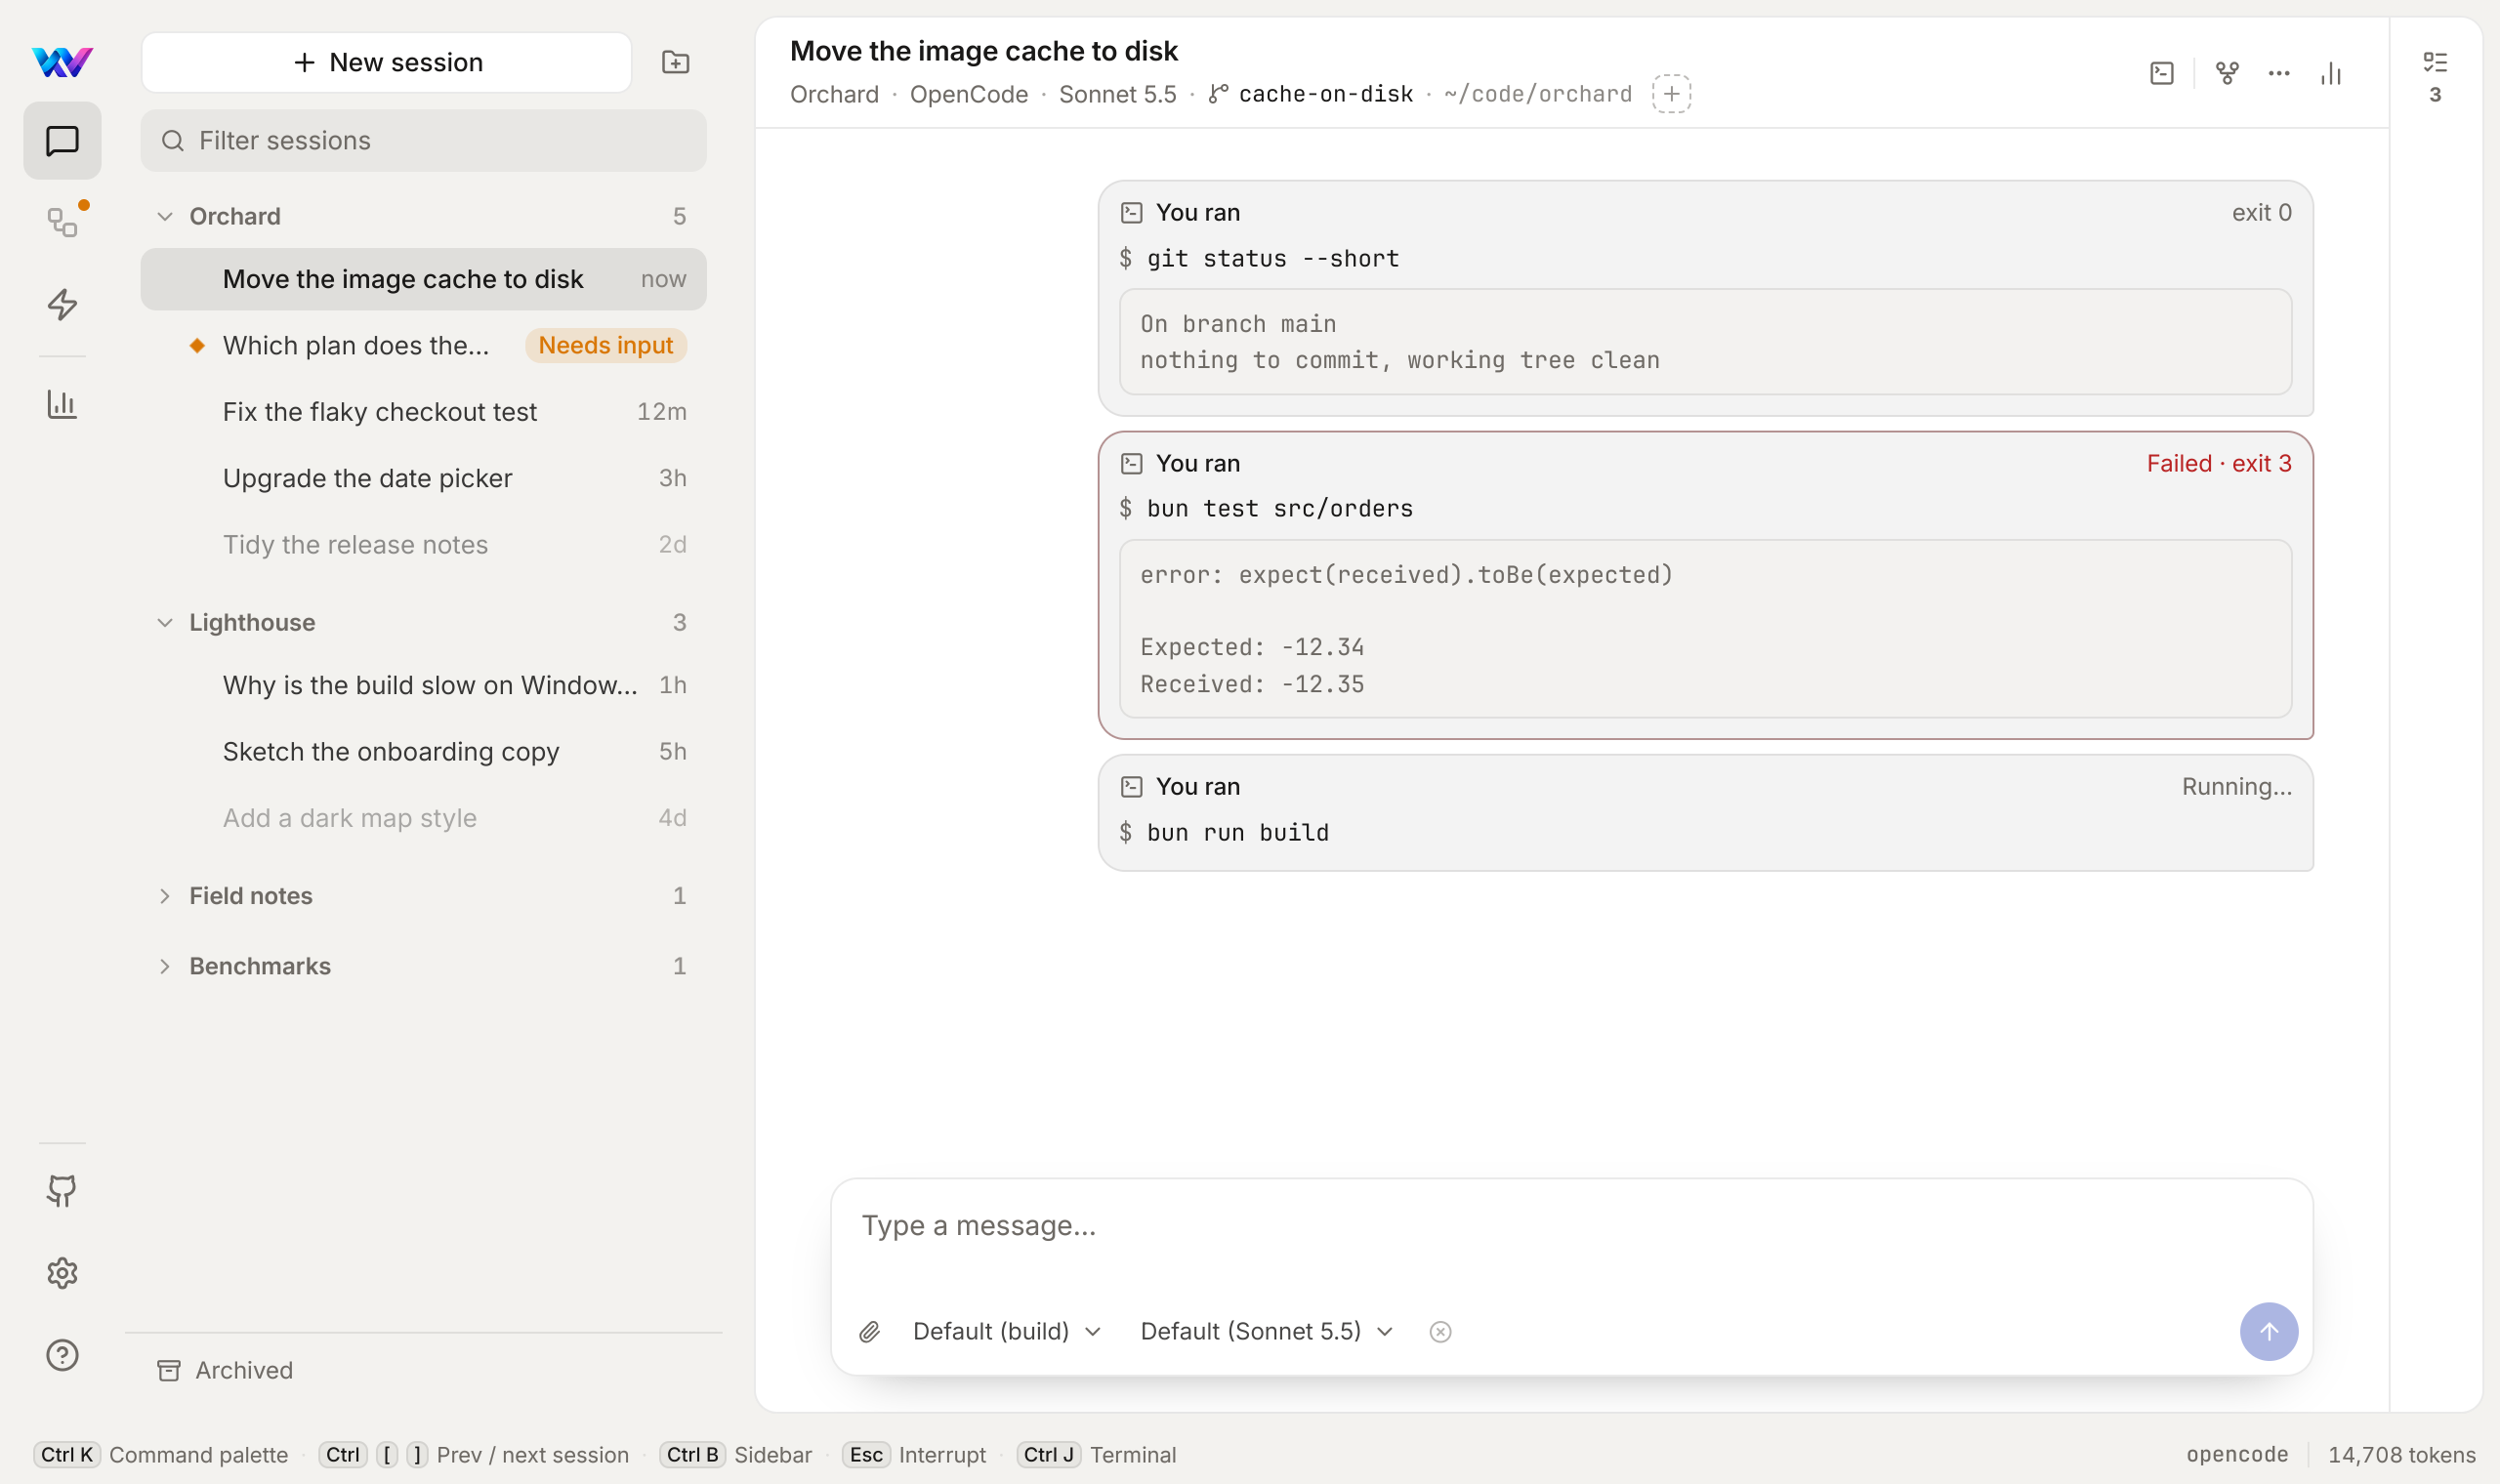 New session
Filter sessions
Orchard 5
Move the image cache to disk now
Which plan does the... Needs input
Fix the flaky checkout test 12m
Upgrade the date picker 3h
Tidy the release notes 2d
Lighthouse 3
Why is the build slow on Window... 1h
Sketch the onboarding copy 5h
Add a dark map style 4d
Field notes 1
Benchmarks 1
Archived
Move the image cache to disk
Orchard · OpenCode · Sonnet 5.5 · cache-on-disk · ~/code/orchard
3
You ran exit 0
$ git status --short
On branch main
nothing to commit, working tree clean
You ran Failed · exit 3
$ bun test src/orders
error: expect(received).toBe(expected)
Expected: -12.34
Received: -12.35
You ran Running...
$ bun run build
Type a message...
Default (build) Default (Sonnet 5.5)
Ctrl K Command palette · Ctrl [ ] Prev / next session · Ctrl B Sidebar · Esc Interrupt · Ctrl J Terminal
opencode 14,708 tokens